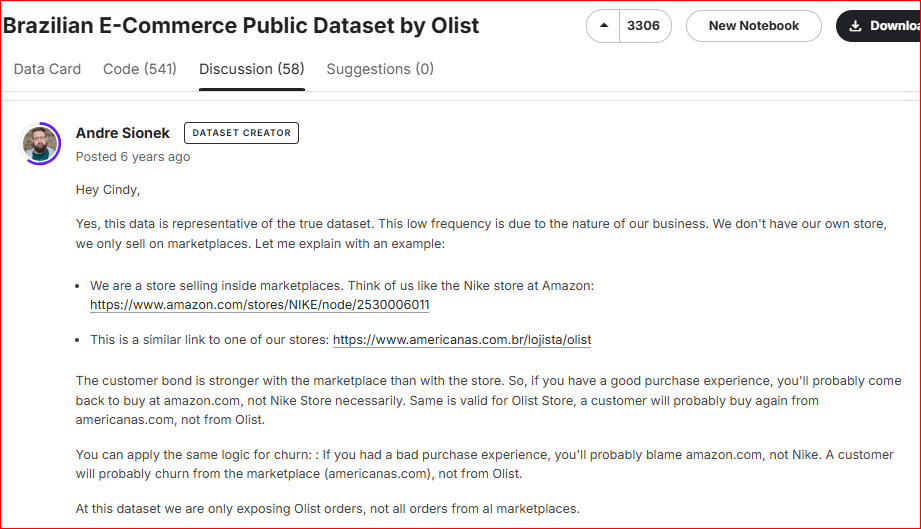 Brazilian E-Commerce Public Dataset by Olist
3306
New Notebook
Data Card
Code (541)
Discussion (58)
Suggestions (0)
Andre Sionek
DATASET CREATOR
Posted 6 years ago
Hey Cindy,
Yes, this data is representative of the true dataset. This low frequency is due to the nature of our business. We don't have our own store,
we only sell on marketplaces. Let me explain with an example:
• We are a store selling inside marketplaces. Think of us like the Nike store at Amazon:
https://www.amazon.com/stores/NIKE/node/2530006011
• This is a similar link to one of our stores: https://www.americanas.com.br/lojista/olist
The customer bond is stronger with the marketplace than with the store. So, if you have a good purchase experience, you'll probably come
back to buy at amazon.com, not Nike Store necessarily. Same is valid for Olist Store, a customer will probably buy again from
americanas.com, not from Olist.
You can apply the same logic for churn: : If you had a bad purchase experience, you'll probably blame amazon.com, not Nike. A customer
will probably churn from the marketplace (americanas.com), not from Olist.
At this dataset we are only exposing Olist orders, not all orders from al marketplaces.